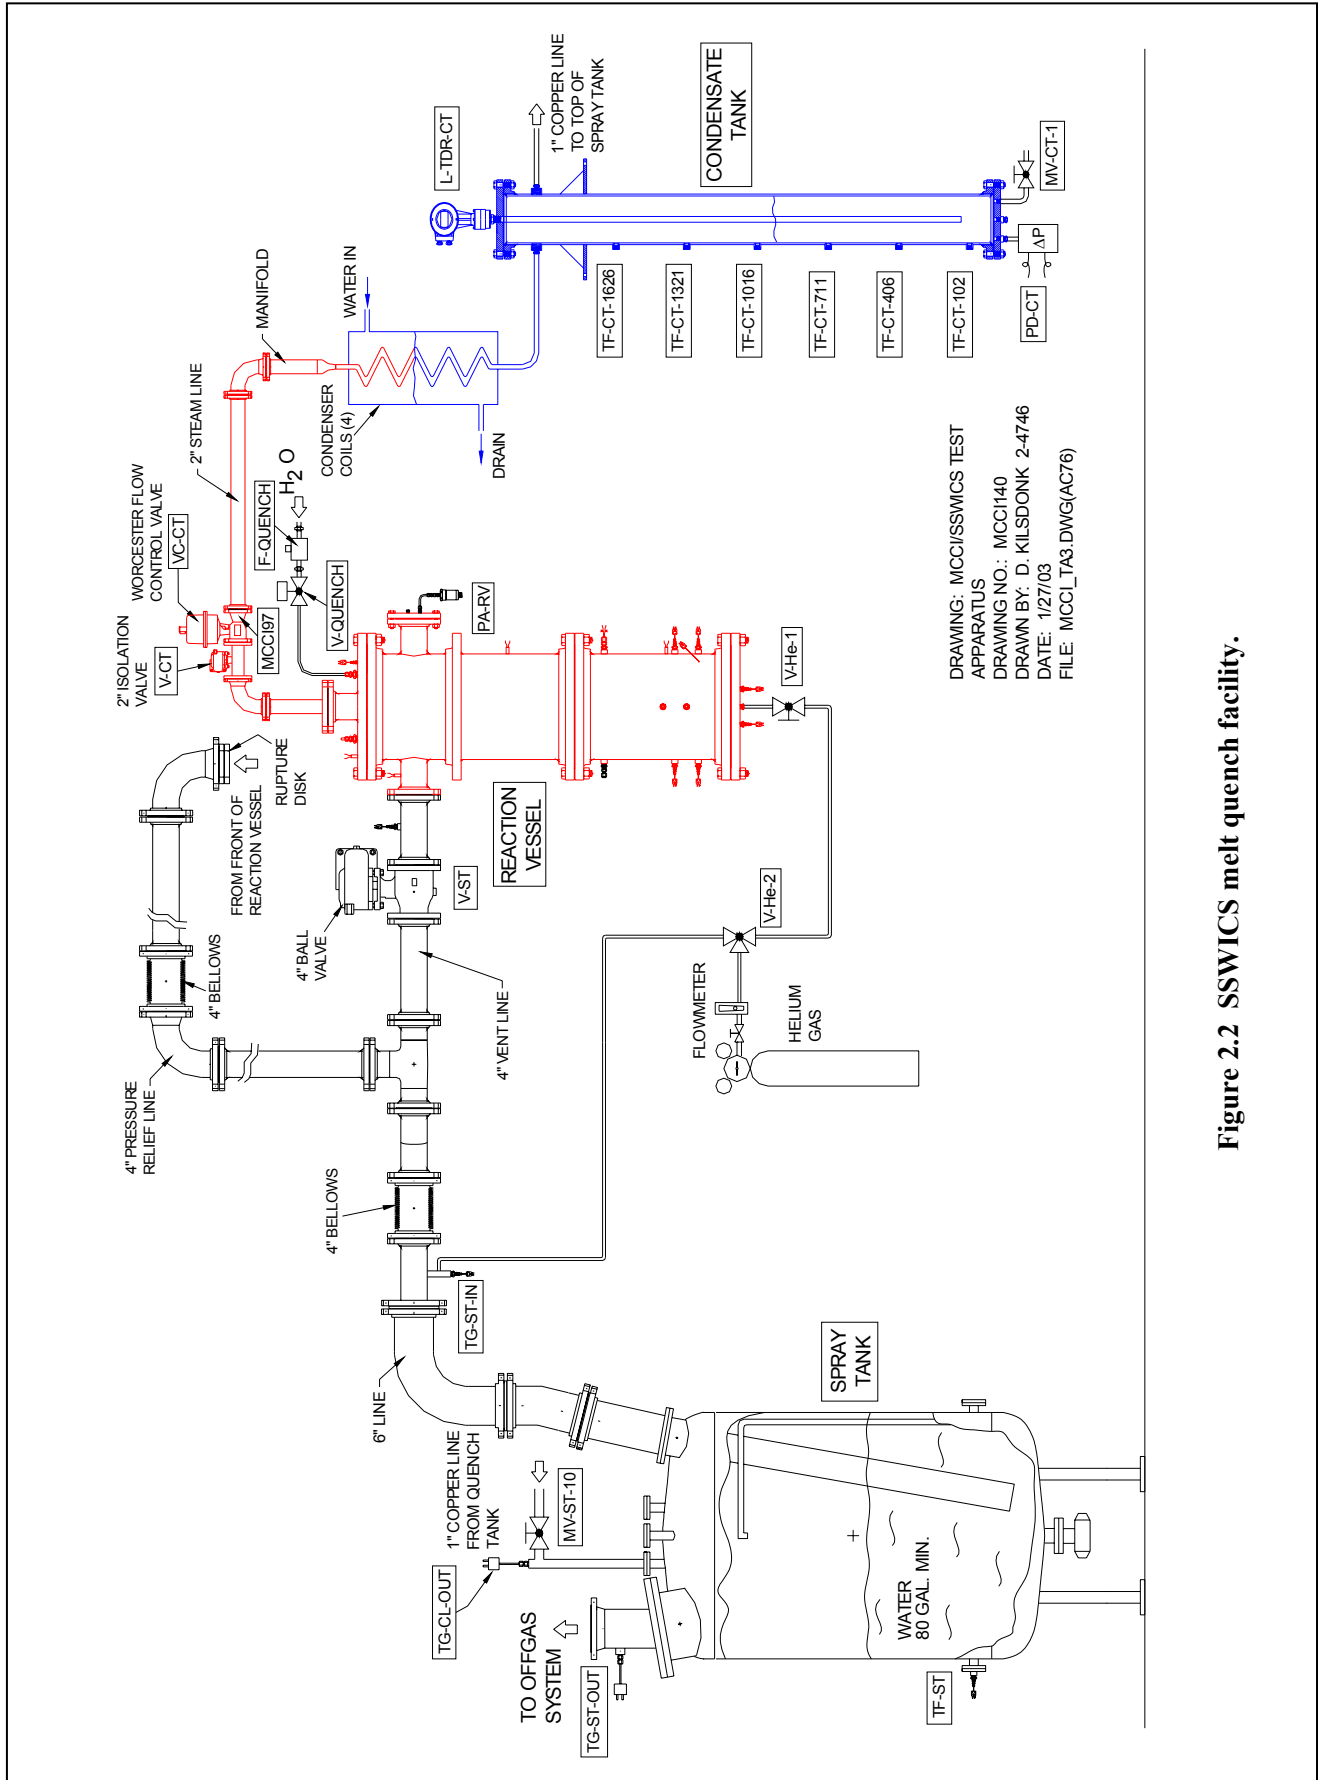 L-TDR-CT
1" COPPER LINE
TO TOP OF
SPRAY TANK
CONDENSATE
TANK
MV-CT-1
ΔP
PD-CT
TF-CT-1626
TF-CT-1321
TF-CT-1016
TF-CT-711
TF-CT-406
TF-CT-102
WATER IN
MANIFOLD
CONDENSER
COILS (4)
DRAIN
2" STEAM LINE
WORCESTER FLOW
CONTROL VALVE
VC-CT
2" ISOLATION
VALVE
V-CT
MCCI97
H2O
F-QUENCH
V-QUENCH
PA-RV
V-He-1
REACTION
VESSEL
RUPTURE
DISK
FROM FRONT OF
REACTION VESSEL
4" BELLOWS
4" PRESSURE
RELIEF LINE
4" BALL
VALVE
V-ST
4" VENT LINE
V-He-2
FLOWMETER
HELIUM
GAS
4" BELLOWS
TG-ST-IN
6" LINE
1" COPPER LINE
FROM QUENCH
TANK
MV-ST-10
TG-CL-OUT
TO OFFGAS
SYSTEM
TG-ST-OUT
SPRAY
TANK
WATER
80 GAL. MIN.
TF-ST
DRAWING: MCCI/SSWICS TEST
APPARATUS
DRAWING NO.: MCCI140
DRAWN BY: D. KILSDONK 2-4746
DATE: 1/27/03
FILE: MCCI_TA3.DWG(AC76)
Figure 2.2 SSWICS melt quench facility.